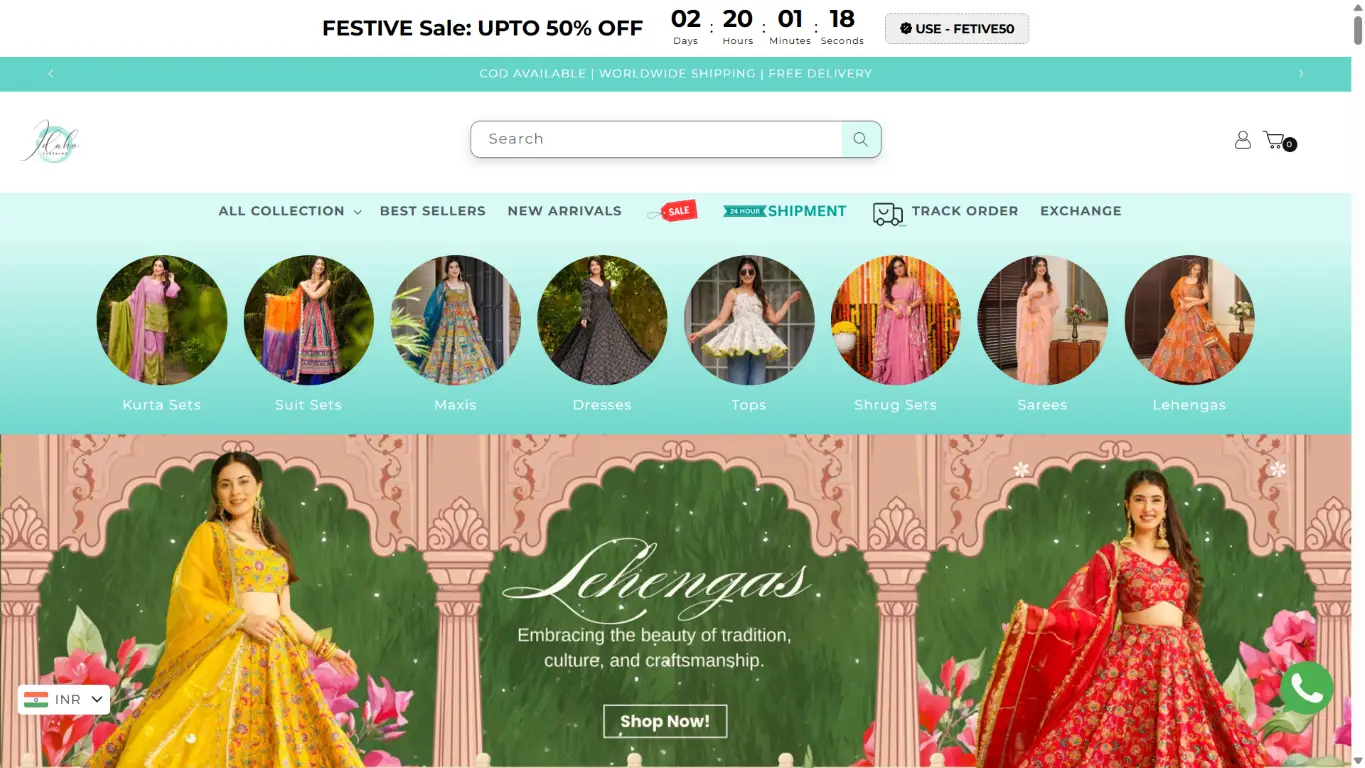 FESTIVE Sale: UPTO 50% OFF
02 : 20 : 01 : 18
Days Hours Minutes Seconds
USE - FETIVE50
COD AVAILABLE | WORLDWIDE SHIPPING | FREE DELIVERY
Idaho
Search
0
ALL COLLECTION BEST SELLERS NEW ARRIVALS SALE 24 HOUR SHIPMENT TRACK ORDER EXCHANGE
Kurta Sets Suit Sets Maxis Dresses Tops Shrug Sets Sarees Lehengas
Lehengas
Embracing the beauty of tradition,
culture, and craftsmanship.
Shop Now!
INR